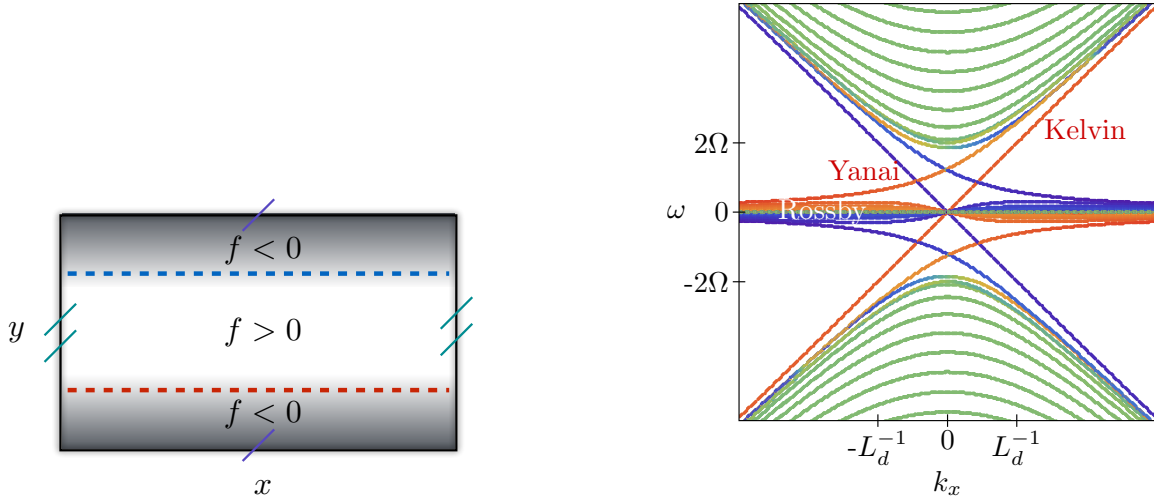 f < 0
y
f > 0
f < 0
x
Kelvin
2Ω
Yanai
ω
0
Rossby
-2Ω
-L_d^{-1}
0
L_d^{-1}
k_x